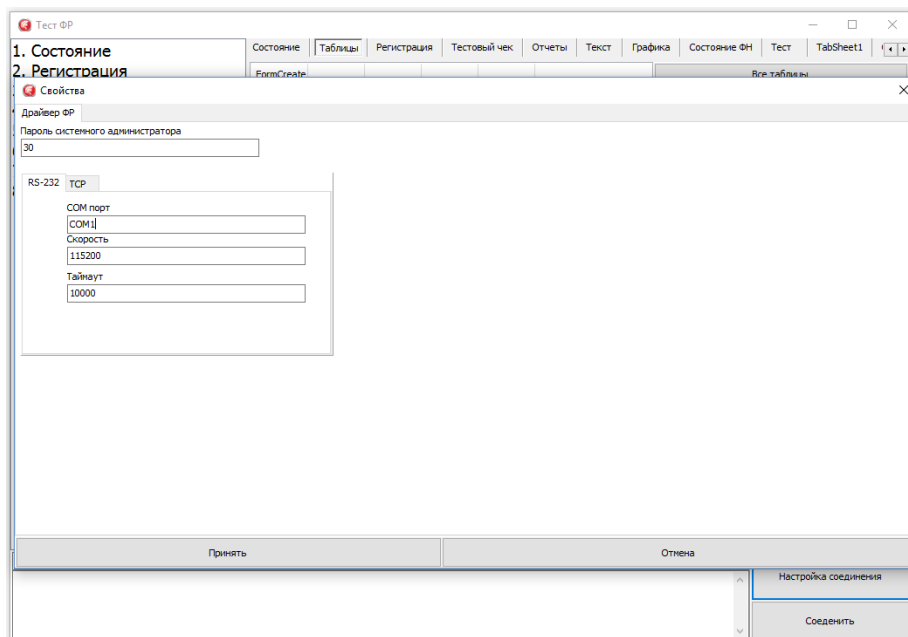 Тест ФР
1. Состояние
2. Регистрация
Состояние Таблицы Регистрация Тестовый чек Отчеты Текст Графика Состояние ФН Тест TabSheet1
FormCreate
Все таблицы
Свойства
Драйвер ФР
Пароль системного администратора
30
RS-232 TCP
COM порт
COM1
Скорость
115200
Таймаут
10000
Принять
Отмена
Настройка соединения
Соеденить